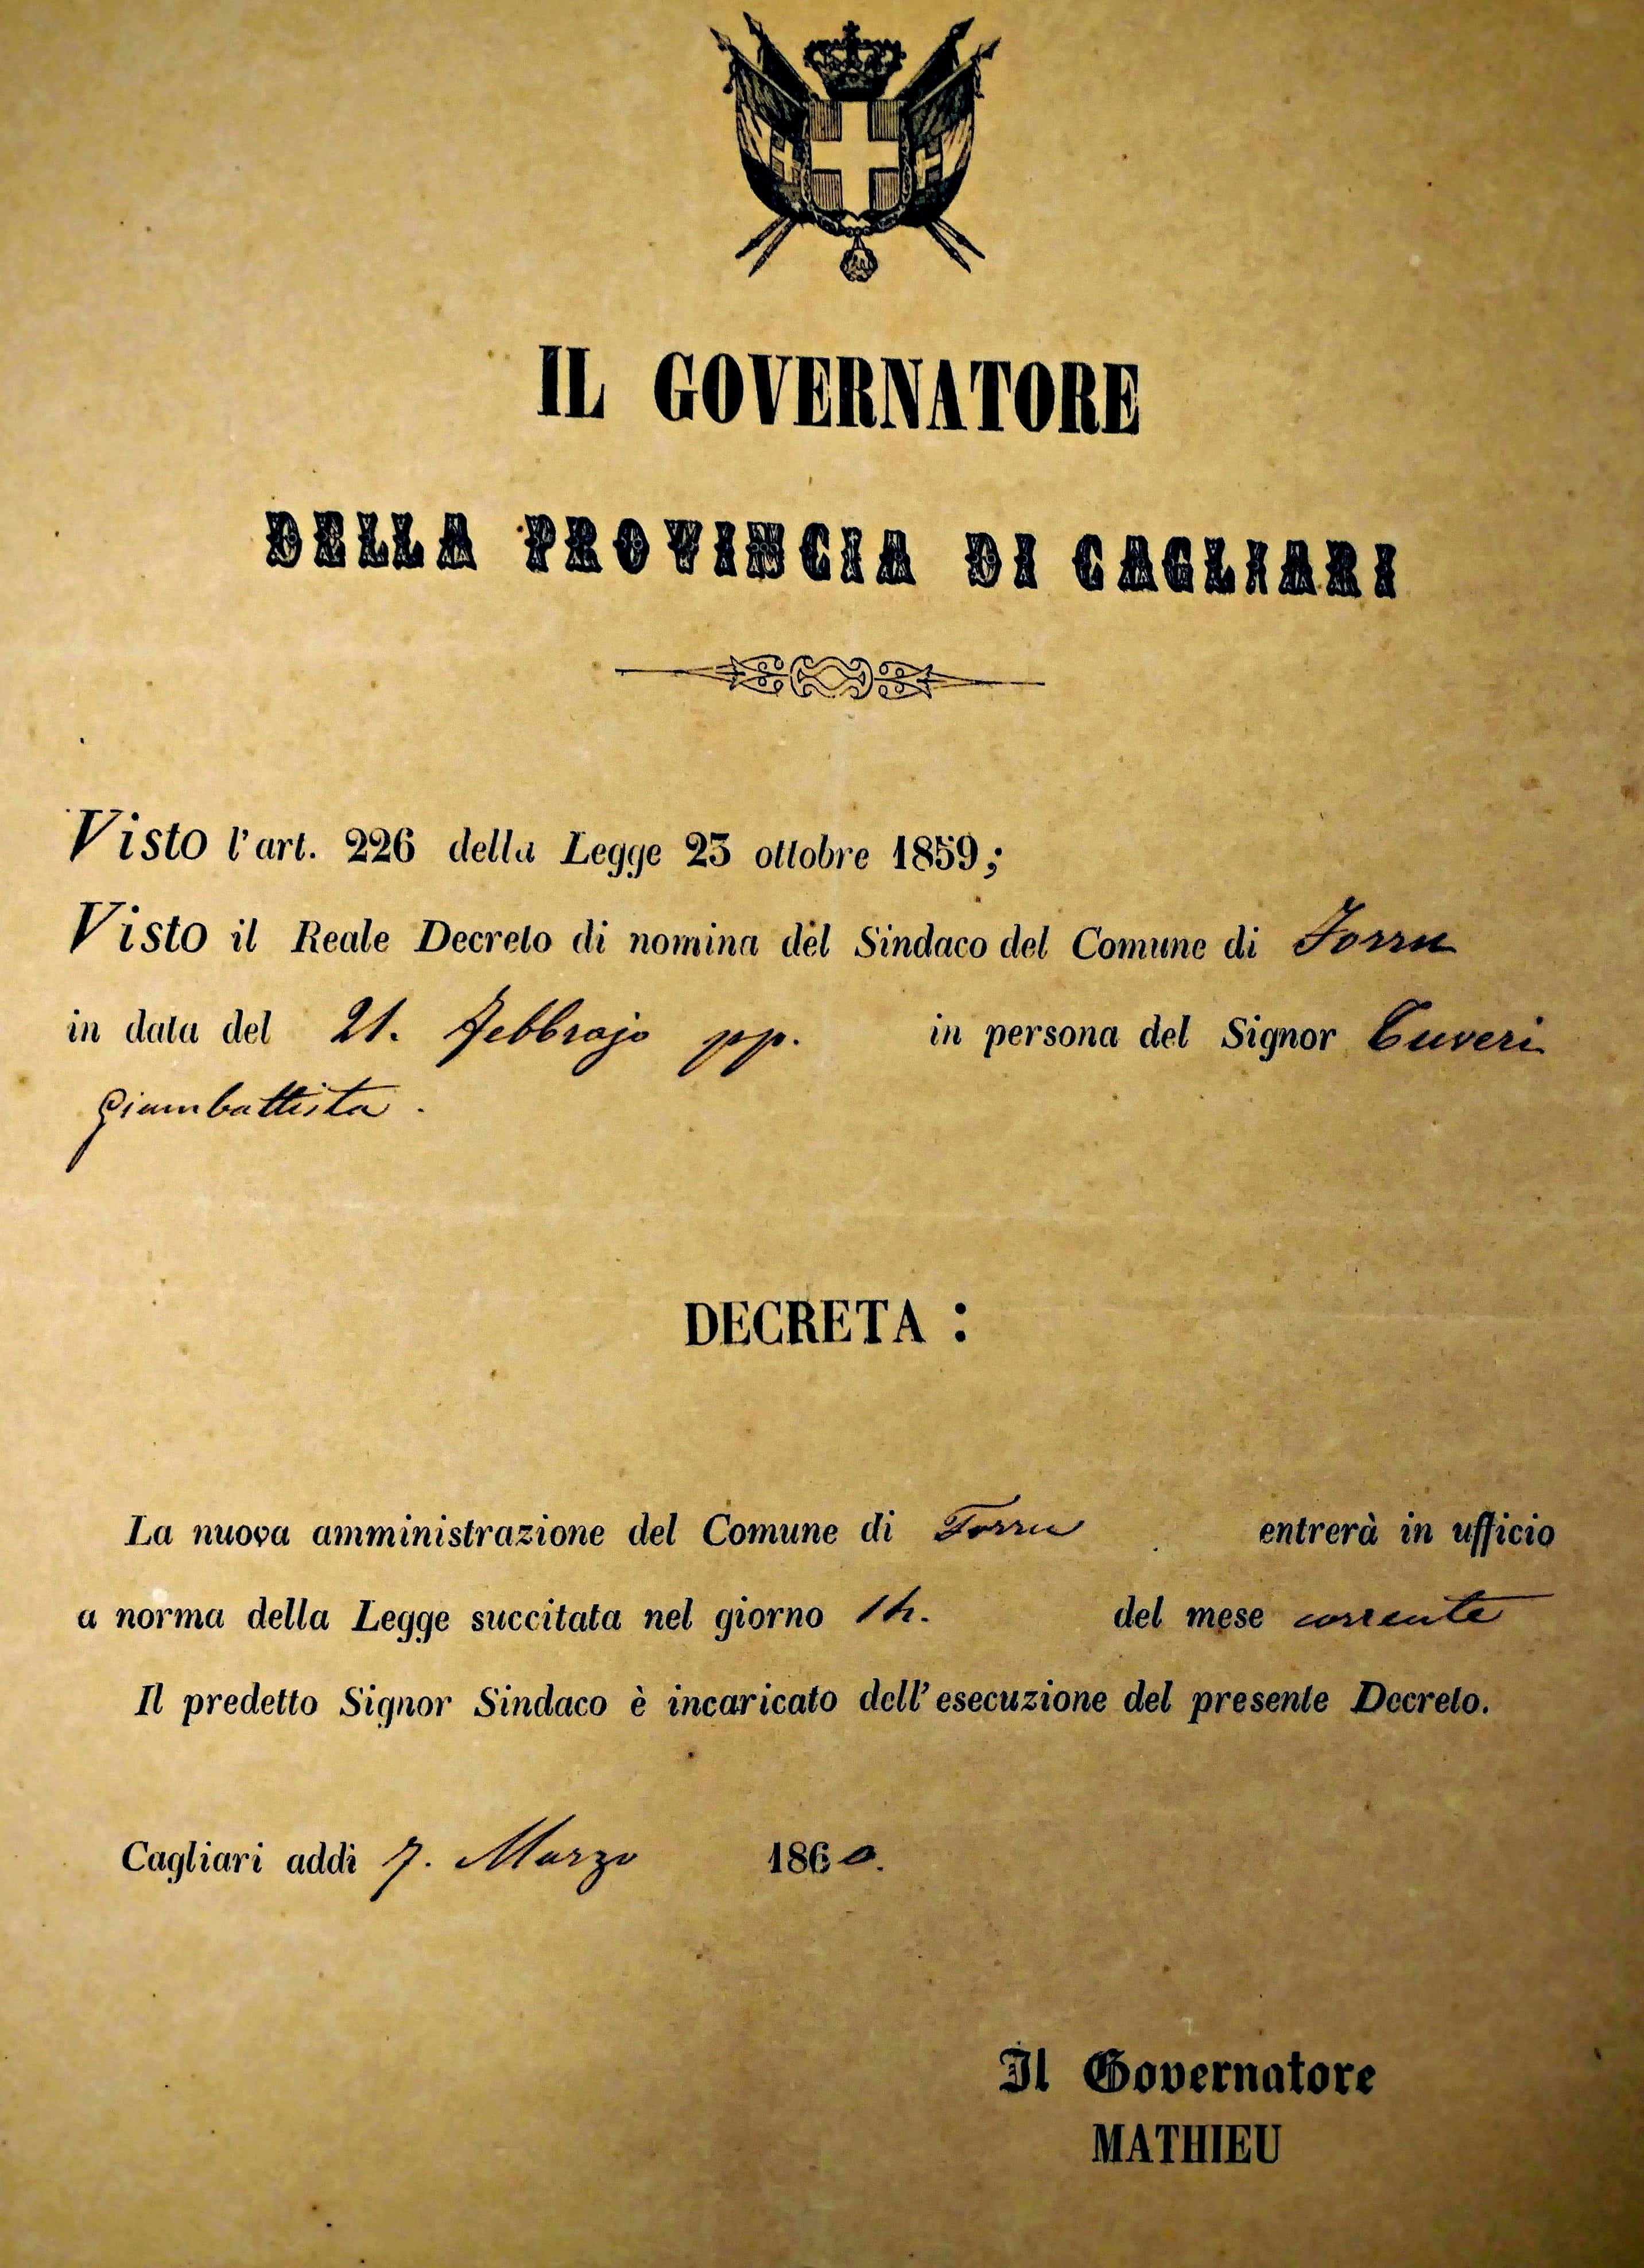 IL GOVERNATORE
DELLA PROVINCIA DI CAGLIARI
Visto l'art. 226 della Legge 23 ottobre 1859;
Visto il Reale Decreto di nomina del Sindaco del Comune di Forru
in data del 21. Febbrajo pp. in persona del Signor Tuveri
Giambattista.
DECRETA :
La nuova amministrazione del Comune di Forru entrerà in ufficio
a norma della Legge succitata nel giorno 14. del mese corrente
Il predetto Signor Sindaco è incaricato dell'esecuzione del presente Decreto.
Cagliari addì 7. Marzo 1860.
Il Governatore
MATHIEU